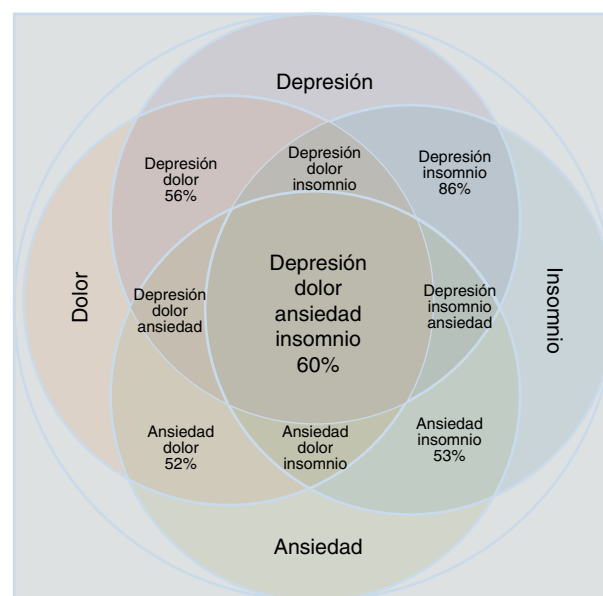 Depresión
Depresión
dolor
56%
Depresión
dolor
insomnio
Depresión
insomnio
86%
Dolor
Depresión
dolor
ansiedad
Depresión
dolor
ansiedad
insomnio
60%
Depresión
insomnio
ansiedad
Insomnio
Ansiedad
dolor
52%
Ansiedad
dolor
insomnio
Ansiedad
insomnio
53%
Ansiedad